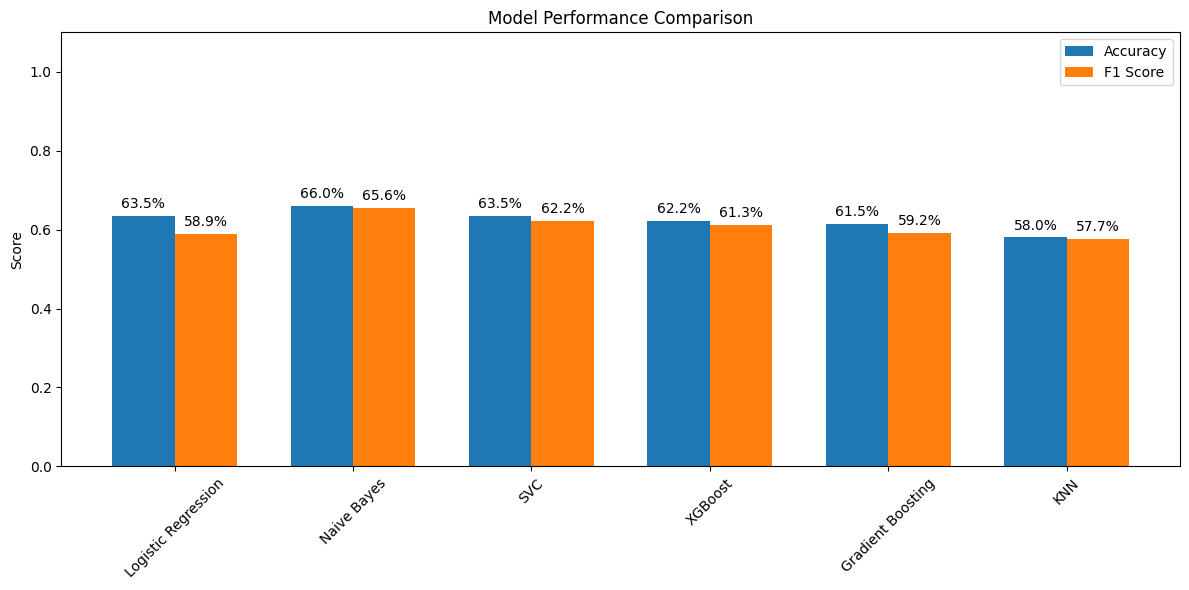 Model Performance Comparison
Accuracy
F1 Score
Score
1.0
0.8
0.6
0.4
0.2
0.0
63.5%
58.9%
66.0%
65.6%
63.5%
62.2%
62.2%
61.3%
61.5%
59.2%
58.0%
57.7%
Logistic Regression
Naive Bayes
SVC
XGBoost
Gradient Boosting
KNN